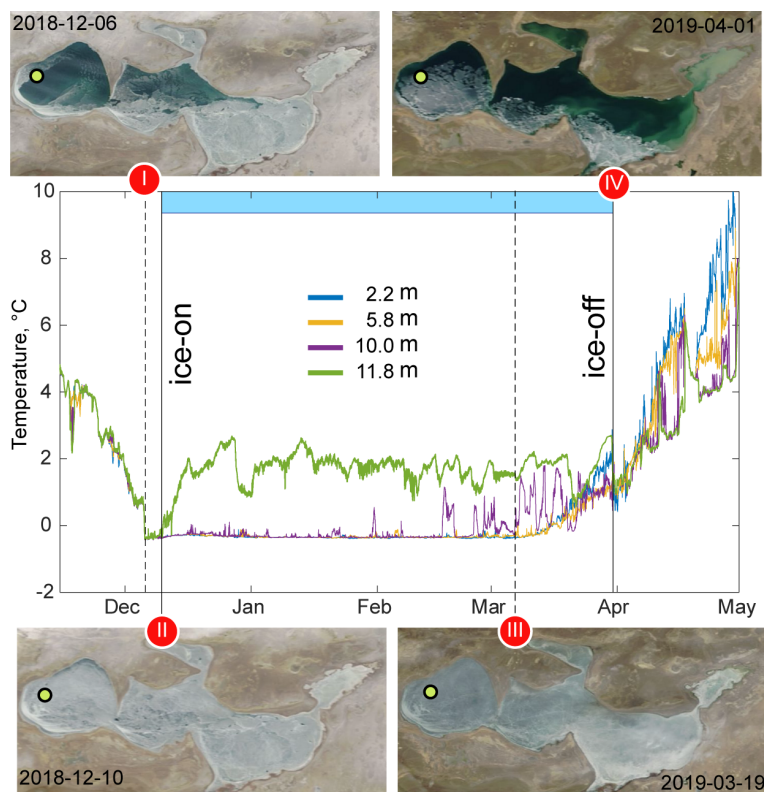 2018-12-06
2019-04-01
I
IV
10
8
6
4
2
0
-2
Temperature, °C
ice-on
2.2 m
5.8 m
10.0 m
11.8 m
ice-off
Dec
Jan
Feb
Mar
Apr
May
II
III
2018-12-10
2019-03-19